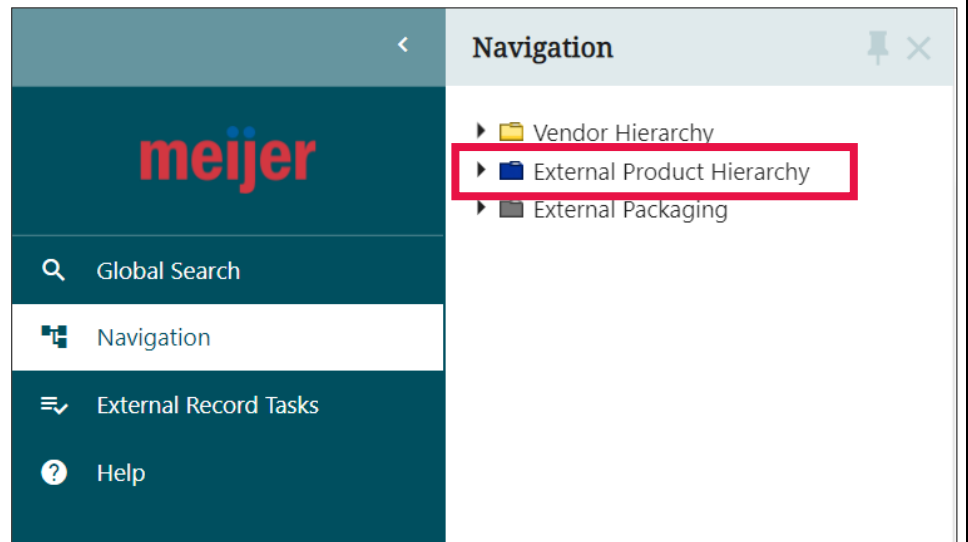 Navigation
meijer
Vendor Hierarchy
External Product Hierarchy
External Packaging
Global Search
Navigation
External Record Tasks
Help